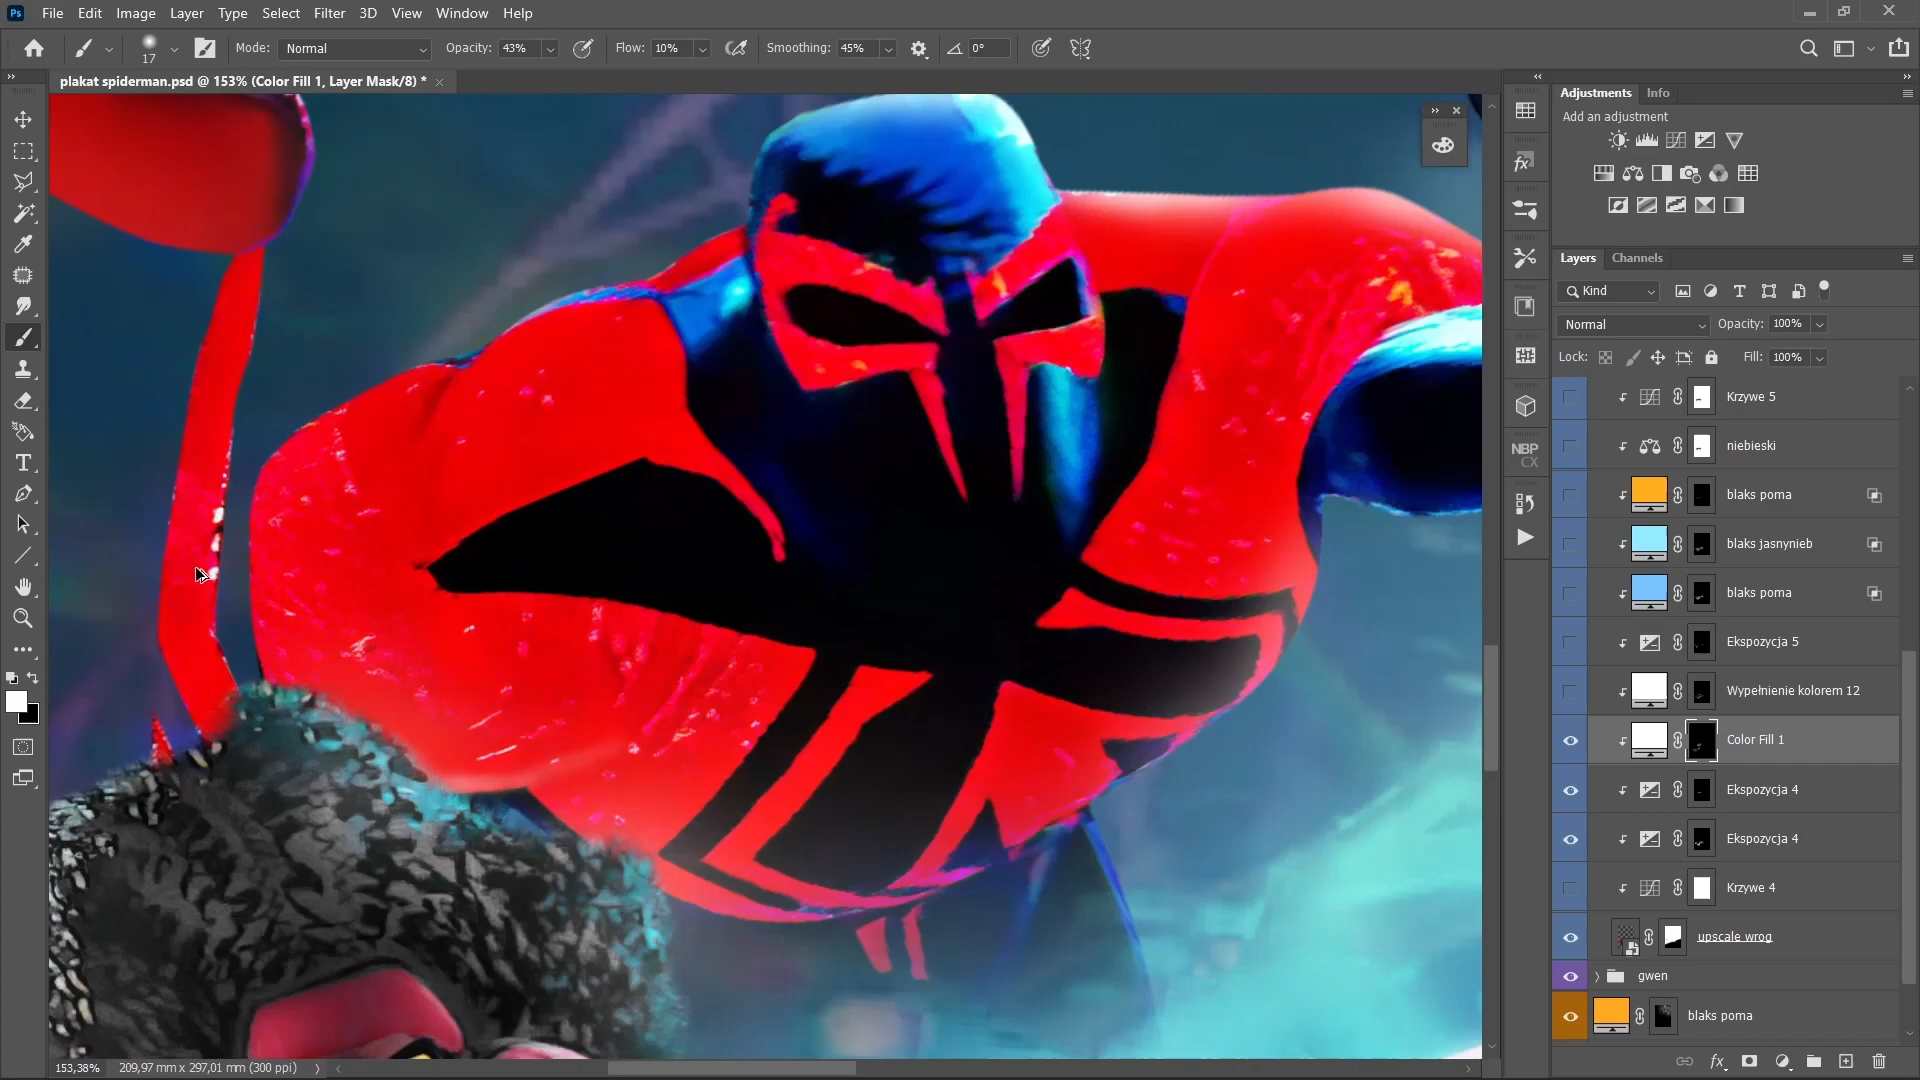 Ps File Edit Image Layer Type Select Filter 3D View Window Help
17 Mode: Normal Opacity: 43% Flow: 10% Smoothing: 45% 0°
plakat spiderman.psd @ 153% (Color Fill 1, Layer Mask/8) *
Adjustments Info
Add an adjustment
Layers Channels
Kind
Normal Opacity: 100%
Lock: Fill: 100%
Krzywe 5
niebieski
NBP
CX
blaks poma
blaks jasnynieb
blaks poma
Ekspozycja 5
Wypełnienie kolorem 12
Color Fill 1
Ekspozycja 4
Ekspozycja 4
Krzywe 4
upscale wrog
gwen
blaks poma
153,38% 209,97 mm x 297,01 mm (300 ppi)